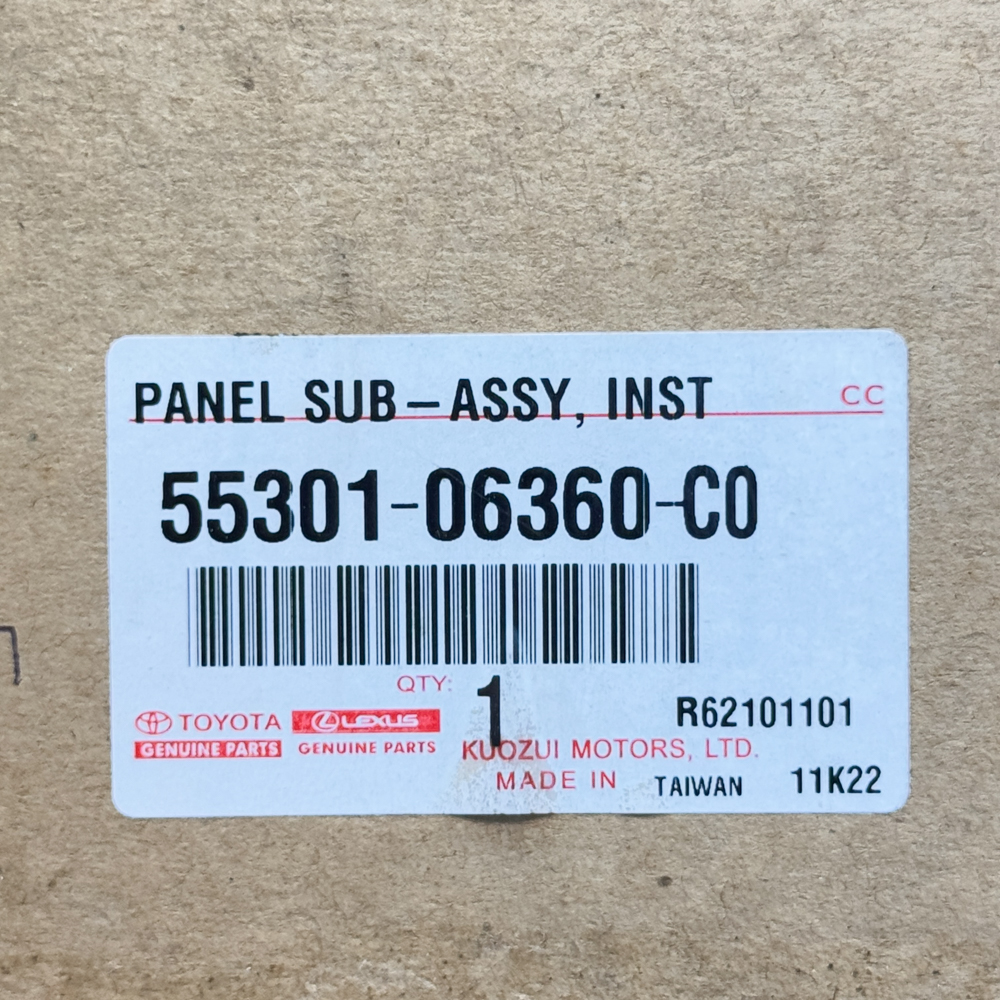 PANEL SUB-ASSY, INST CC
55301-06360-C0
QTY: 1
R62101101
TOYOTA LEXUS
GENUINE PARTS GENUINE PARTS
KUOZUI MOTORS, LTD.
MADE IN TAIWAN 11K22